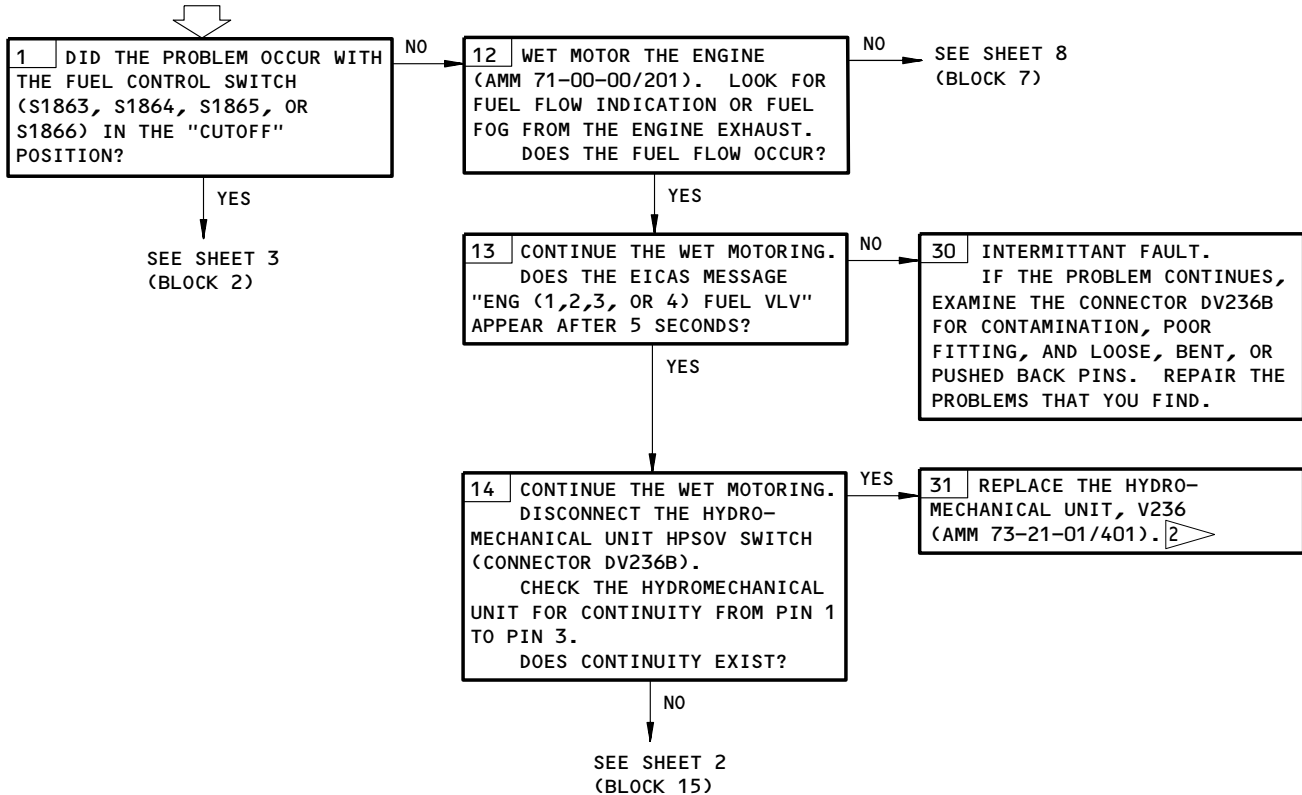 1 DID THE PROBLEM OCCUR WITH
THE FUEL CONTROL SWITCH
(S1863, S1864, S1865, OR
S1866) IN THE "CUTOFF"
POSITION?
NO
YES
SEE SHEET 3
(BLOCK 2)
12 WET MOTOR THE ENGINE
(AMM 71-00-00/201). LOOK FOR
FUEL FLOW INDICATION OR FUEL
FOG FROM THE ENGINE EXHAUST.
DOES THE FUEL FLOW OCCUR?
NO
SEE SHEET 8
(BLOCK 7)
YES
13 CONTINUE THE WET MOTORING.
DOES THE EICAS MESSAGE
"ENG (1,2,3, OR 4) FUEL VLV"
APPEAR AFTER 5 SECONDS?
NO
30 INTERMITTANT FAULT.
IF THE PROBLEM CONTINUES,
EXAMINE THE CONNECTOR DV236B
FOR CONTAMINATION, POOR
FITTING, AND LOOSE, BENT, OR
PUSHED BACK PINS. REPAIR THE
PROBLEMS THAT YOU FIND.
YES
14 CONTINUE THE WET MOTORING.
DISCONNECT THE HYDRO-
MECHANICAL UNIT HPSOV SWITCH
(CONNECTOR DV236B).
CHECK THE HYDROMECHANICAL
UNIT FOR CONTINUITY FROM PIN 1
TO PIN 3.
DOES CONTINUITY EXIST?
YES
31 REPLACE THE HYDRO-
MECHANICAL UNIT, V236
(AMM 73-21-01/401). 2
NO
SEE SHEET 2
(BLOCK 15)